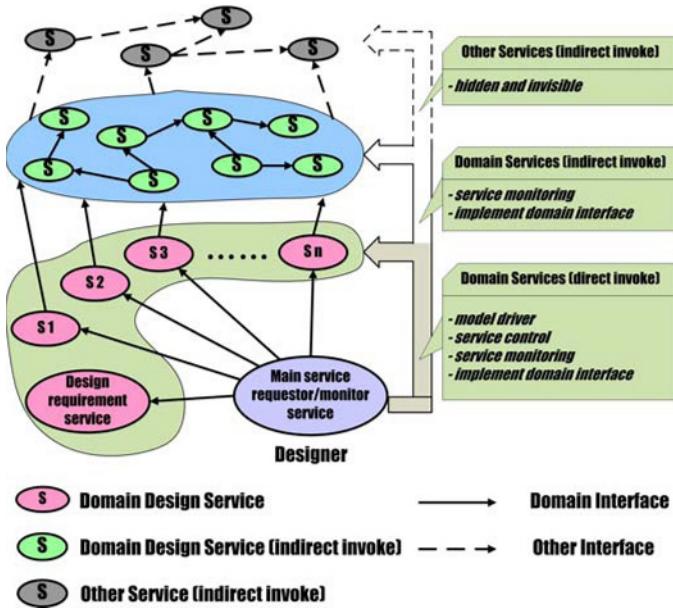 S
S
S
S
Other Services (indirect invoke)
- hidden and invisible
S
S
S
S
S
S
S
S
Domain Services (indirect invoke)
- service monitoring
- implement domain interface
S 3
......
S n
S 2
S 1
Domain Services (direct invoke)
- model driver
- service control
- service monitoring
- implement domain interface
Design
requirement
service
Main service
requestor/monitor
service
Designer
S Domain Design Service
Domain Interface
S Domain Design Service (indirect invoke)
Other Interface
S Other Service (indirect invoke)